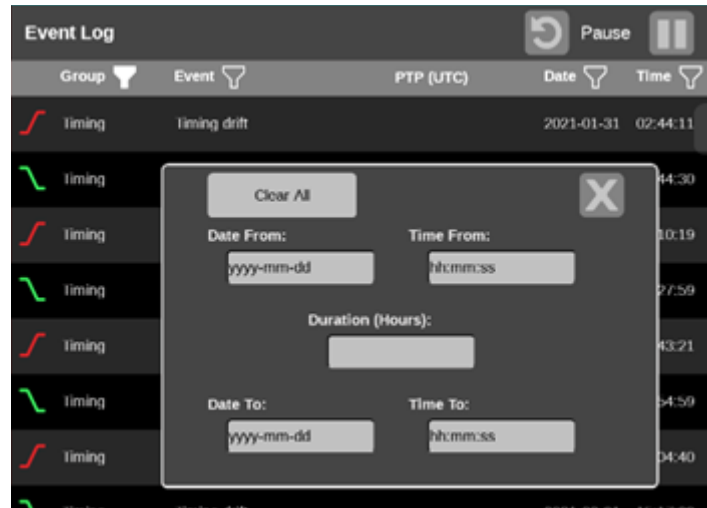 Event Log Pause
Group Event PTP (UTC) Date Time
Timing Timing drift 2021-01-31 02:44:11
Timing 44:30
Clear All X
Timing 10:19
Date From: Time From:
yyyy-mm-dd hh:mm:ss
Timing 27:59
Duration (Hours):
Timing 43:21
Timing 54:59
Date To: Time To:
yyyy-mm-dd hh:mm:ss
Timing 04:40